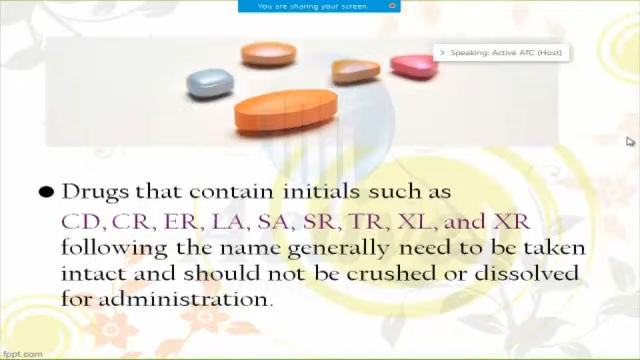 You are sharing your screen.
Speaking: Active ATC (Host)
Drugs that contain initials such as
CD, CR, ER, LA, SA, SR, TR, XL, and XR
following the name generally need to be taken
intact and should not be crushed or dissolved
for administration.
fppt.com